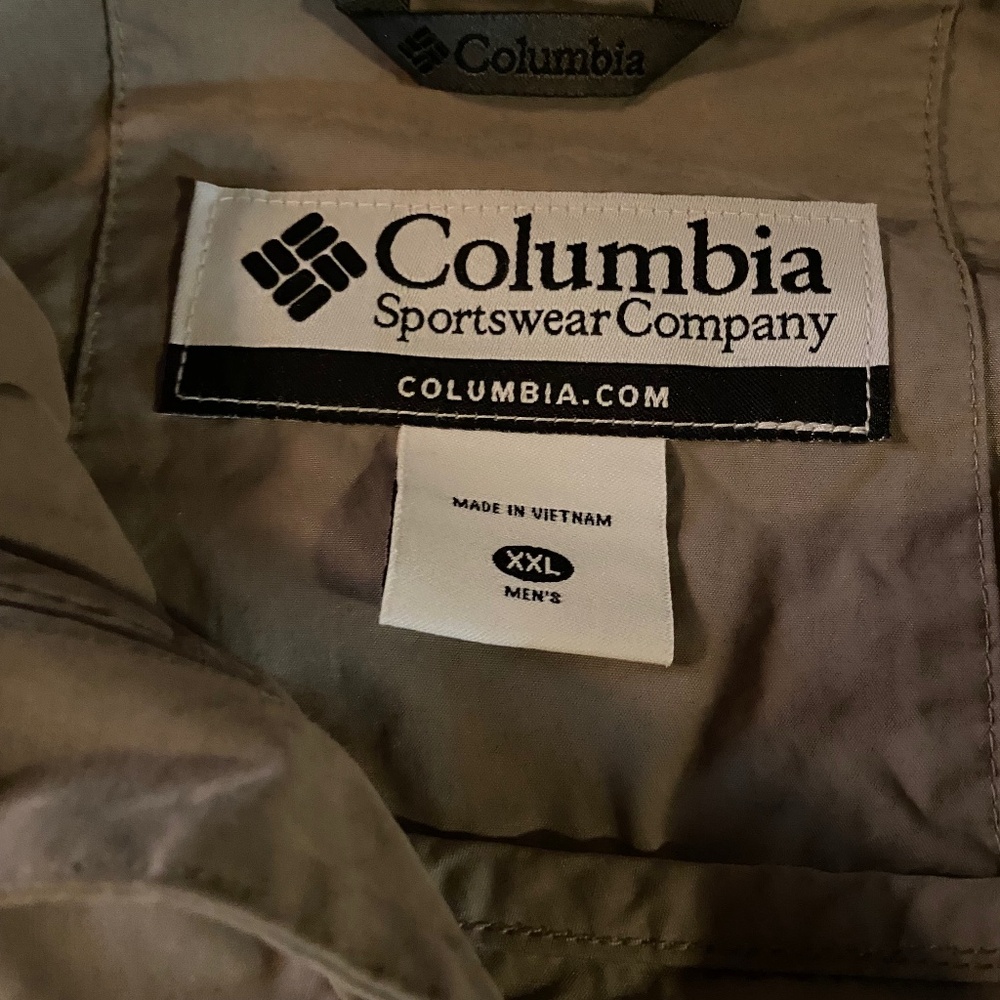 Columbia
Columbia
Sportswear Company
COLUMBIA.COM
MADE IN VIETNAM
XXL
MEN'S